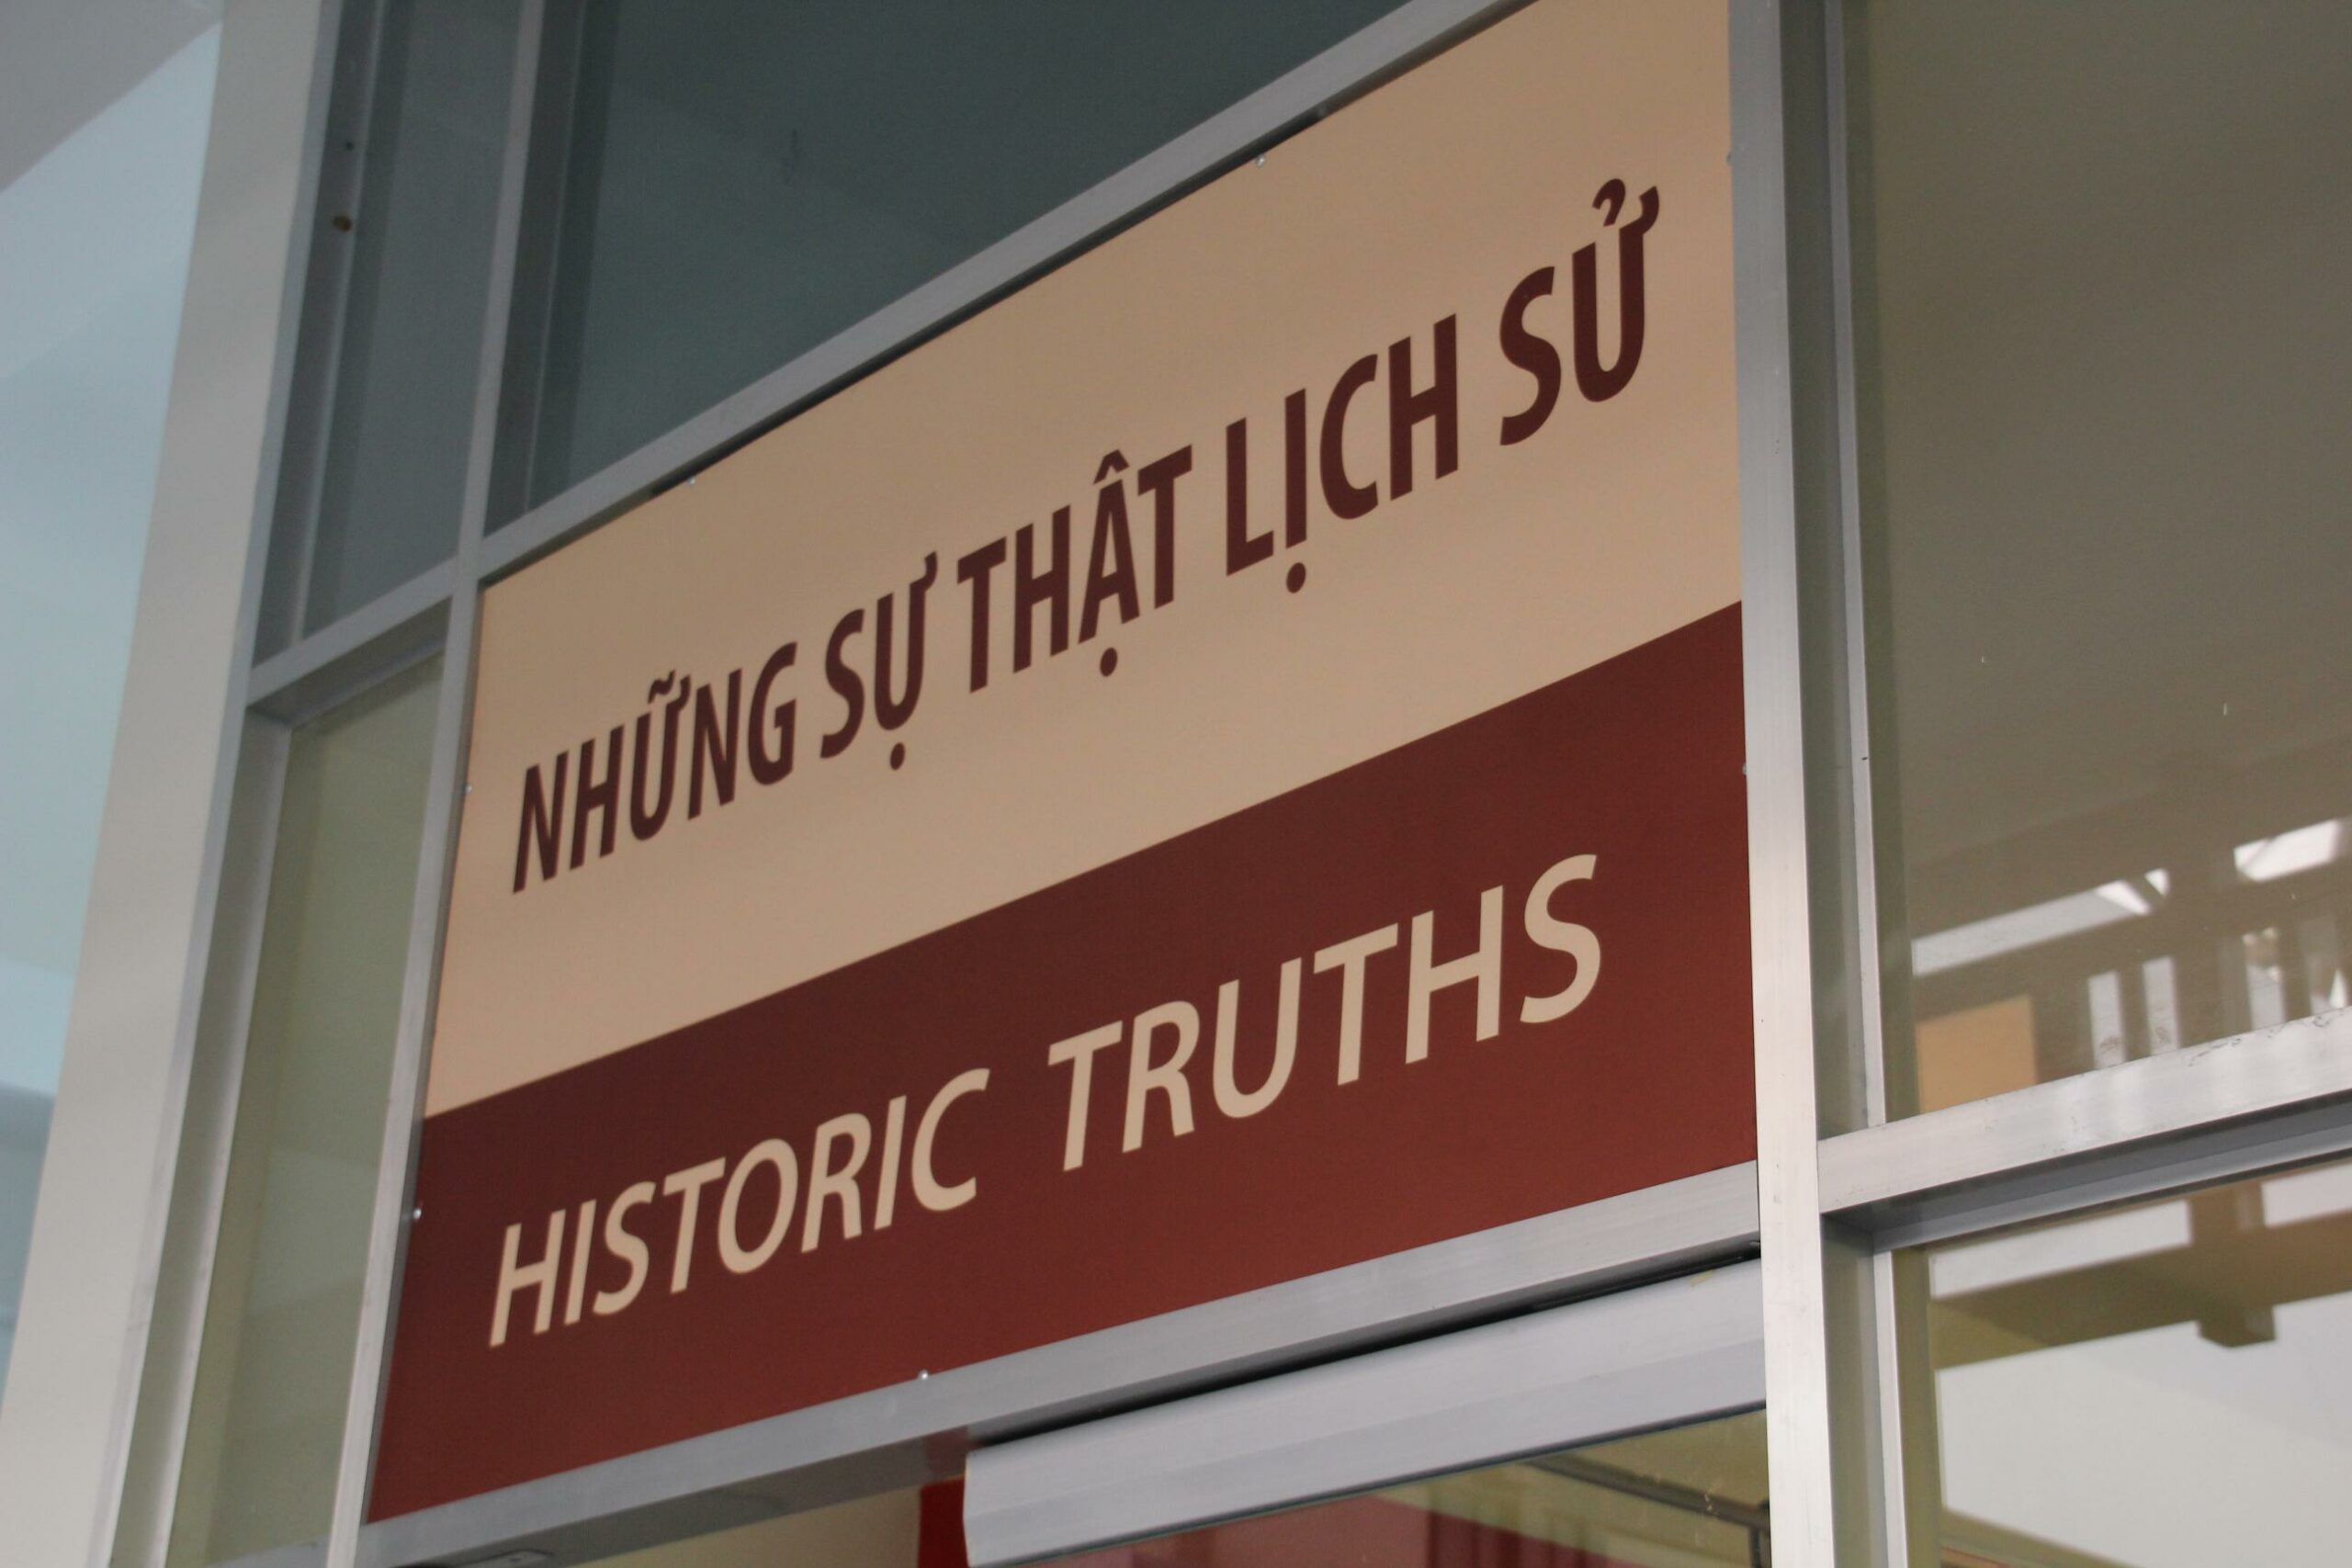 NHỮNG SỰ THẬT LỊCH SỬ
HISTORIC TRUTHS